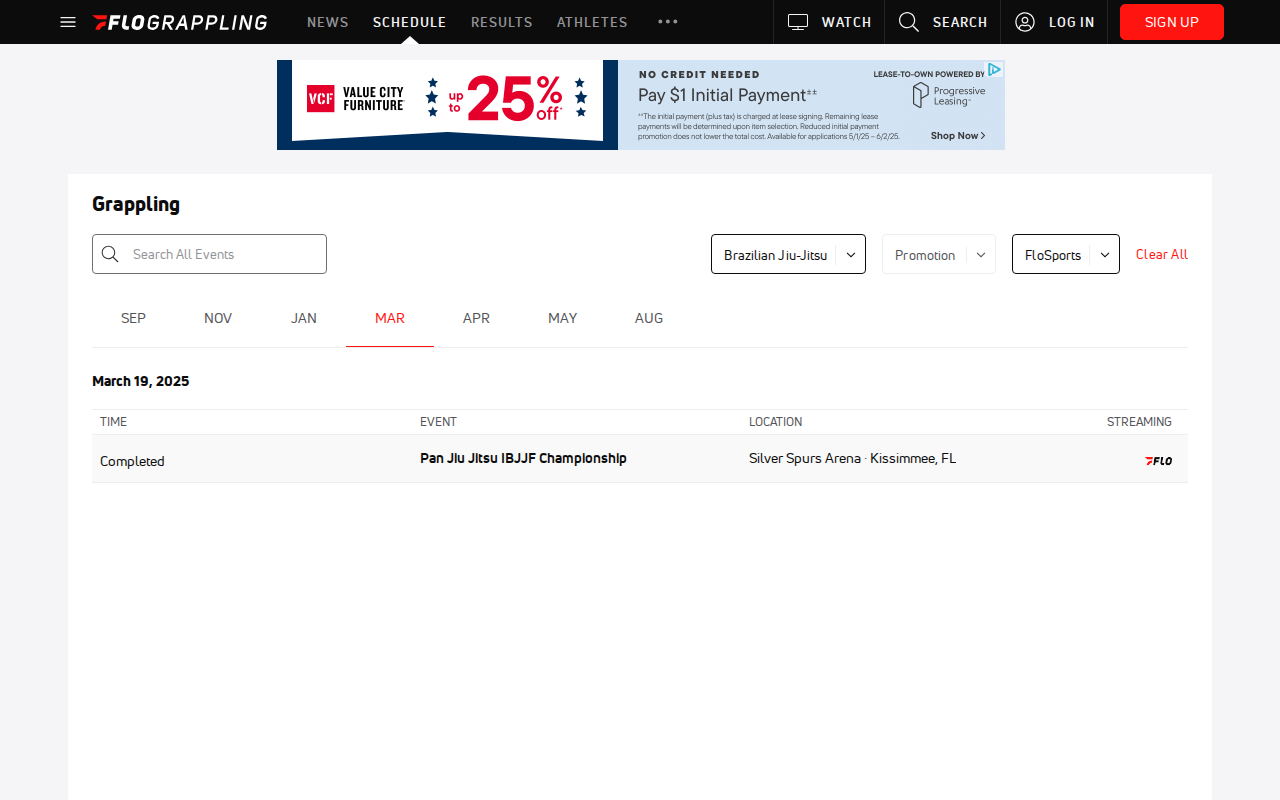 FLOGRAPPLING NEWS SCHEDULE RESULTS ATHLETES WATCH SEARCH LOG IN SIGN UP
VCF VALUE CITY FURNITURE up to 25% off*
NO CREDIT NEEDED
Pay $1 Initial Payment‡‡
‡‡The initial payment (plus tax) is charged at lease signing. Remaining lease
payments will be determined upon item selection. Reduced initial payment
promotion does not lower the total cost. Available for applications 5/1/25 – 6/2/25.
LEASE-TO-OWN POWERED BY
Progressive
Leasing
Shop Now
Grappling
Search All Events
Brazilian Jiu-Jitsu Promotion FloSports Clear All
SEP NOV JAN MAR APR MAY AUG
March 19, 2025
TIME EVENT LOCATION STREAMING
Completed Pan Jiu Jitsu IBJJF Championship Silver Spurs Arena · Kissimmee, FL FLO